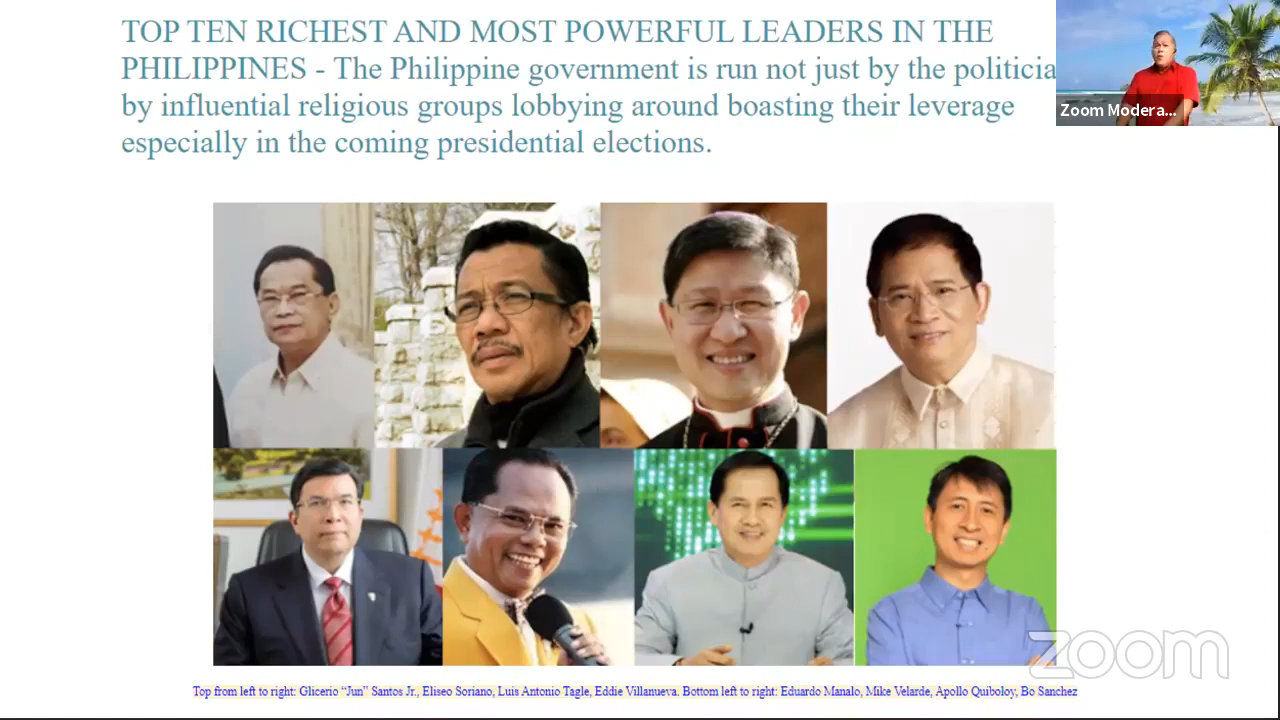 TOP TEN RICHEST AND MOST POWERFUL LEADERS IN THE
PHILIPPINES - The Philippine government is run not just by the politicia
by influential religious groups lobbying around boasting their leverage
especially in the coming presidential elections.
Zoom Modera...
zoom
Top from left to right: Glicerio “Jun” Santos Jr., Eliseo Soriano, Luis Antonio Tagle, Eddie Villanueva. Bottom left to right: Eduardo Manalo, Mike Velarde, Apollo Quiboloy, Bo Sanchez